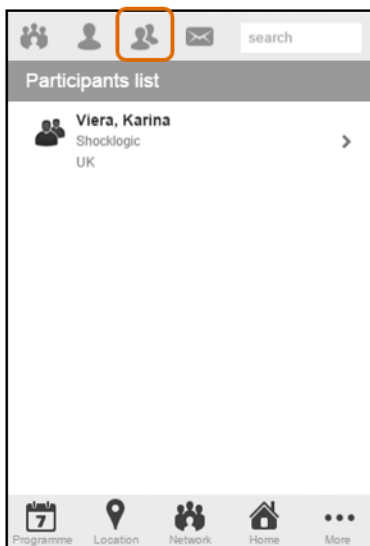 search
Participants list
Viera, Karina
Shocklogic
UK
7
Programme Location Network Home More